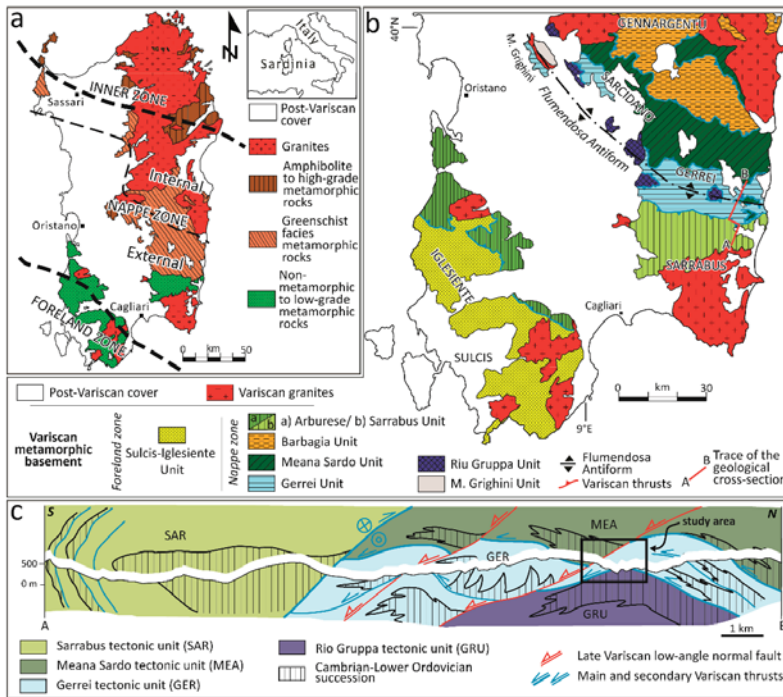 a
N
Italy
Sardinia
INNER ZONE
Sassari
Internal
NAPPE ZONE
External
Oristano
Cagliari
FORELAND ZONE
0 km 50
Post-Variscan cover
Granites
Amphibolite
to high-grade
metamorphic
rocks
Greenschist
facies
metamorphic
rocks
Non-
metamorphic
to low-grade
metamorphic
rocks
b
40°N
GENNARGENTU
M. Grighini
SARCIDANO
Oristano
Flumendosa Antiform
GERREI
B
A
SARRABUS
IGLESIENTE
Cagliari
SULCIS
9°E
0 km 30
Post-Variscan cover
Variscan granites
Variscan
metamorphic
basement
Foreland zone
Sulcis-Iglesiente
Unit
Nappe zone
a b
a) Arburese/ b) Sarrabus Unit
Barbagia Unit
Meana Sardo Unit
Gerrei Unit
Riu Gruppa Unit
M. Grighini Unit
Flumendosa
Antiform
Variscan thrusts
B
A
Trace of the
geological
cross-section
c
S
N
SAR
MEA
study area
GER
GRU
500
0 m
A
B
1 km
Sarrabus tectonic unit (SAR)
Meana Sardo tectonic unit (MEA)
Gerrei tectonic unit (GER)
Rio Gruppa tectonic unit (GRU)
Cambrian-Lower Ordovician
succession
Late Variscan low-angle normal fault
Main and secondary Variscan thrusts